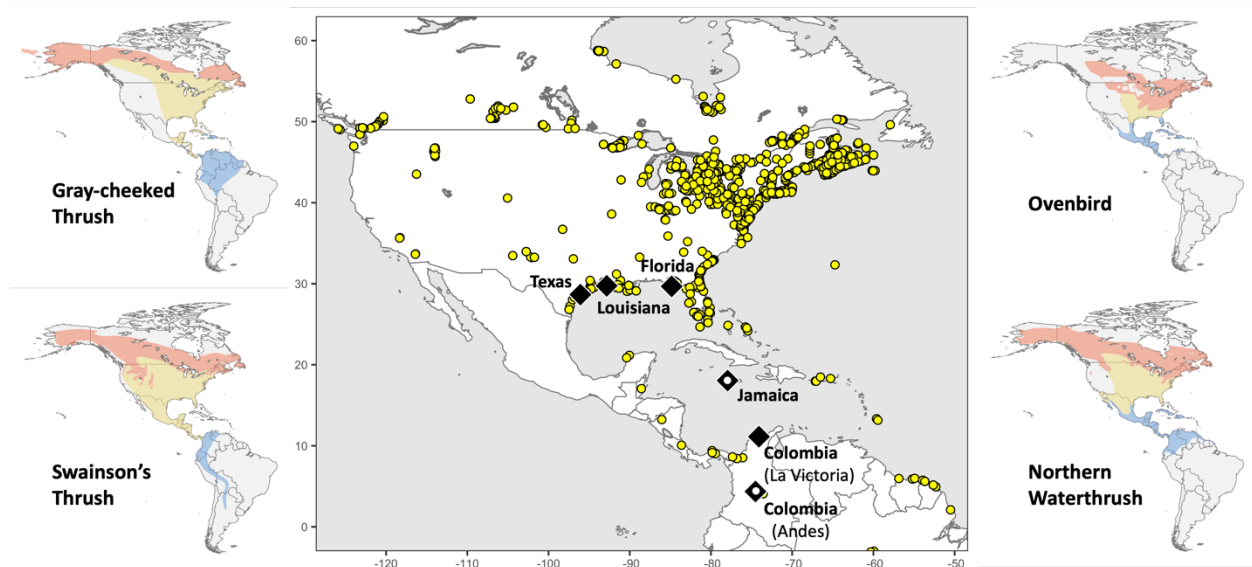 Gray-cheeked
Thrush
Swainson's
Thrush
60
50
40
30
20
10
0
-120
-110
-100
-90
-80
-70
-60
-50
Texas
Louisiana
Florida
Jamaica
Colombia
(La Victoria)
Colombia
(Andes)
Ovenbird
Northern
Waterthrush